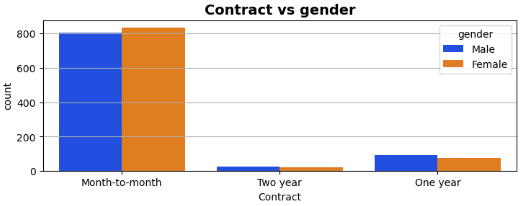 Contract vs gender
gender
Male
Female
count
800
600
400
200
0
Month-to-month
Two year
One year
Contract